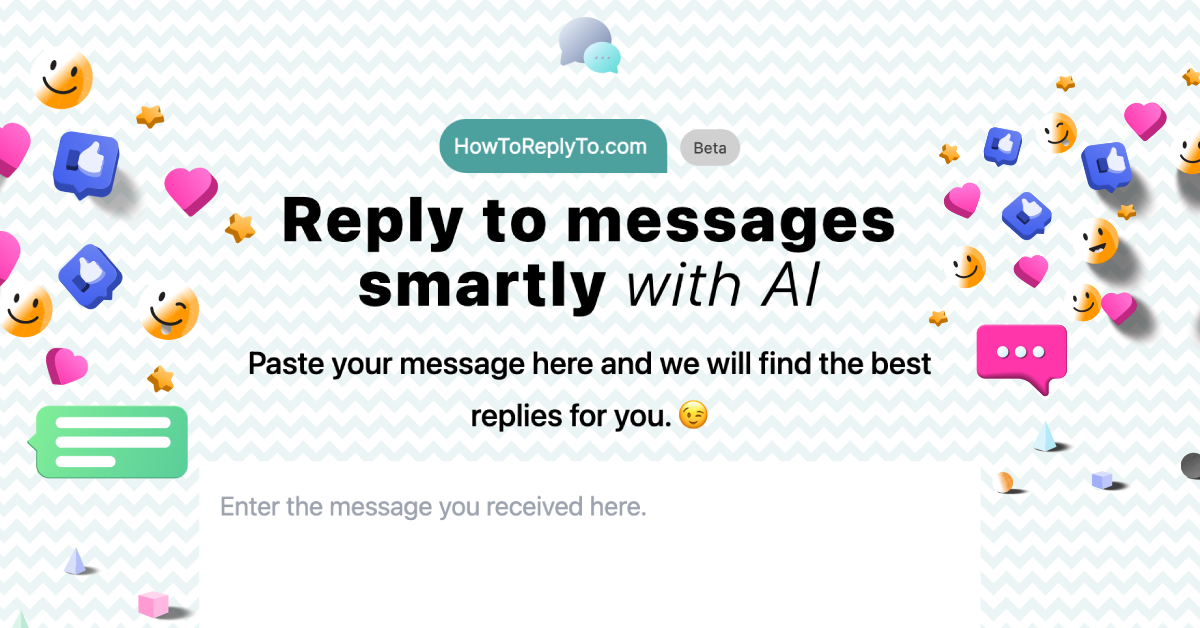 HowToReplyTo.com
Beta
Reply to messages
smartly with AI
Paste your message here and we will find the best
replies for you. 😉
Enter the message you received here.